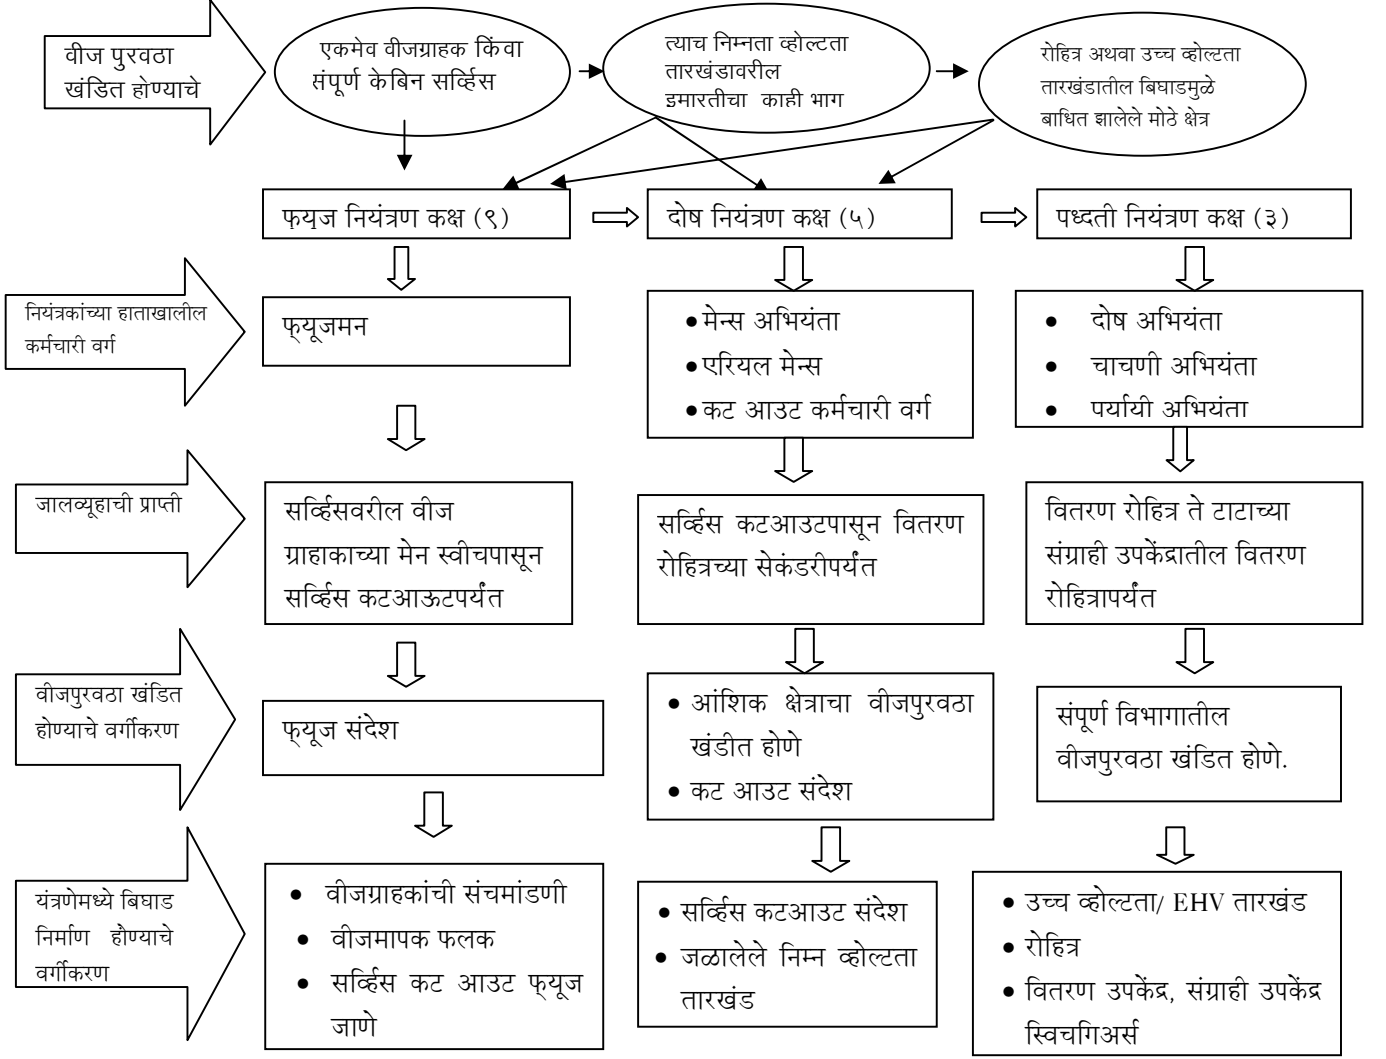 वीज पुरवठा
खंडित होण्याचे
एकमेव वीजग्राहक किंवा
संपूर्ण केबिन सर्व्हिस
त्याच निम्नता व्होल्टता
तारखंडावरील
इमारतीचा काही भाग
रोहित्र अथवा उच्च व्होल्टता
तारखंडातील बिघाडमुळे
बाधित झालेले मोठे क्षेत्र
फ्यूज नियंत्रण कक्ष (९)
दोष नियंत्रण कक्ष (५)
पध्दती नियंत्रण कक्ष (३)
नियंत्रकांच्या हाताखालील
कर्मचारी वर्ग
फ्यूजमन
• मेन्स अभियंता
• एरियल मेन्स
• कट आउट कर्मचारी वर्ग
• दोष अभियंता
• चाचणी अभियंता
• पर्यायी अभियंता
जालव्यूहाची प्राप्ती
सर्व्हिसवरील वीज
ग्राहाकाच्या मेन स्वीचपासून
सर्व्हिस कटआऊटपर्यंत
सर्व्हिस कटआउटपासून वितरण
रोहित्रच्या सेकंडरीपर्यंत
वितरण रोहित्र ते टाटाच्या
संग्राही उपकेंद्रातील वितरण
रोहित्रापर्यंत
वीजपुरवठा खंडित
होण्याचे वर्गीकरण
फ्यूज संदेश
• आंशिक क्षेत्राचा वीजपुरवठा
खंडीत होणे
• कट आउट संदेश
संपूर्ण विभागातील
वीजपुरवठा खंडित होणे.
यंत्रणेमध्ये बिघाड
निर्माण होण्याचे
वर्गीकरण
• वीजग्राहकांची संचमांडणी
• वीजमापक फलक
• सर्व्हिस कट आउट फ्यूज
जाणे
• सर्व्हिस कटआउट संदेश
• जळालेले निम्न व्होल्टता
तारखंड
• उच्च व्होल्टता/ EHV तारखंड
• रोहित्र
• वितरण उपकेंद्र, संग्राही उपकेंद्र
स्विचगिअर्स